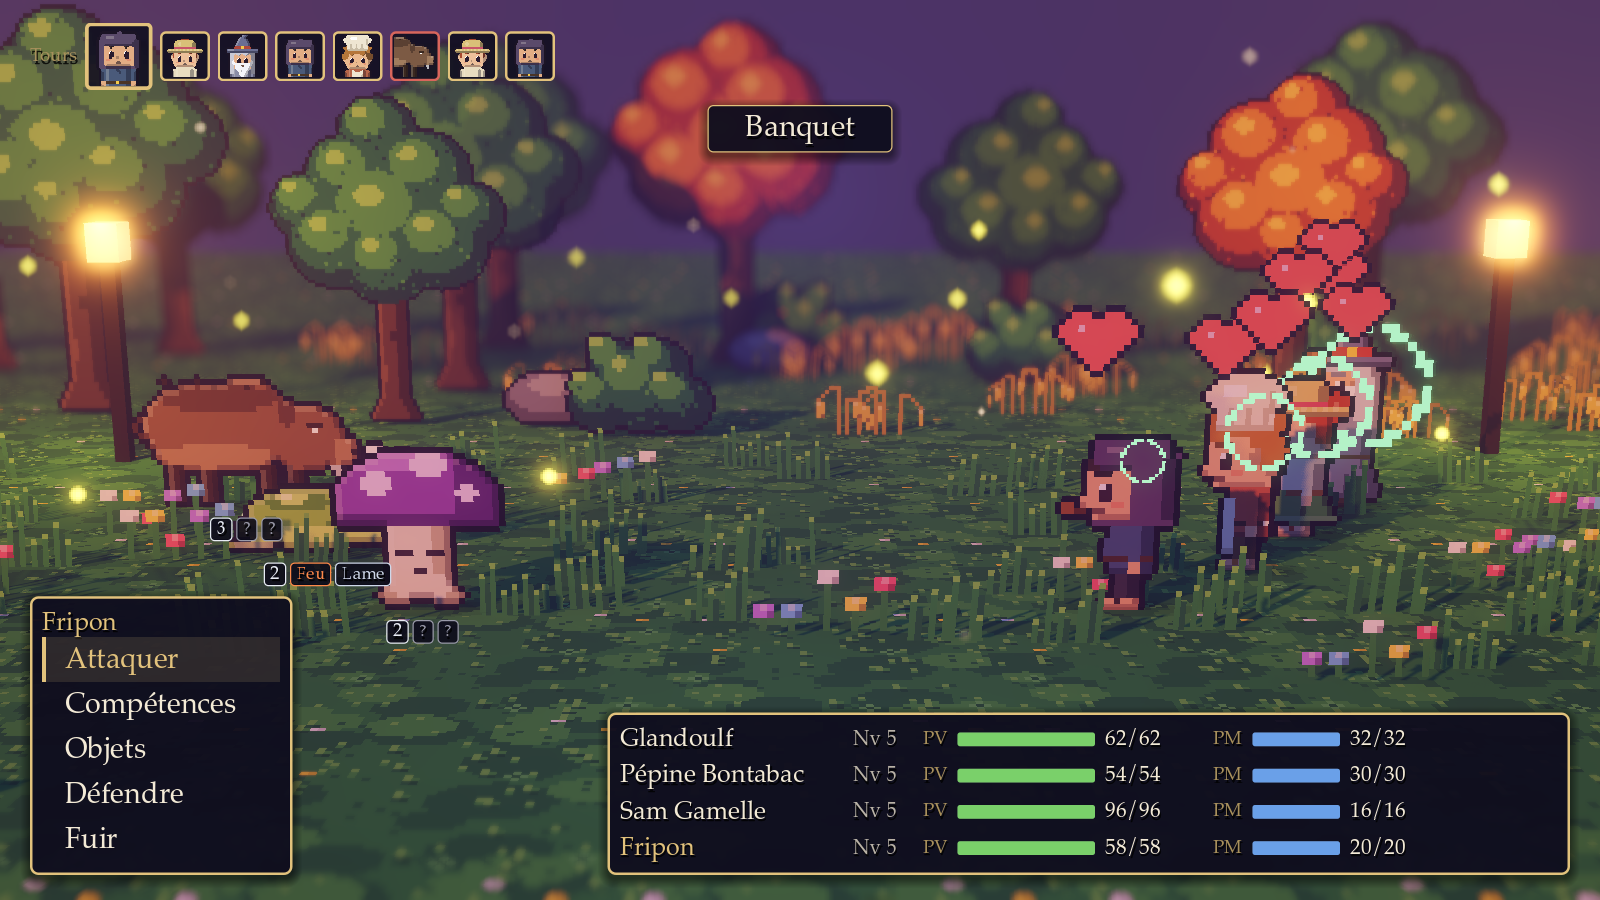 Tours
Banquet
3 ? ?
2 Feu Lame
2 ? ?
Fripon
Attaquer
Compétences
Objets
Défendre
Fuir
Glandoulf Nv 5 PV 62/62 PM 32/32
Pépine Bontabac Nv 5 PV 54/54 PM 30/30
Sam Gamelle Nv 5 PV 96/96 PM 16/16
Fripon Nv 5 PV 58/58 PM 20/20